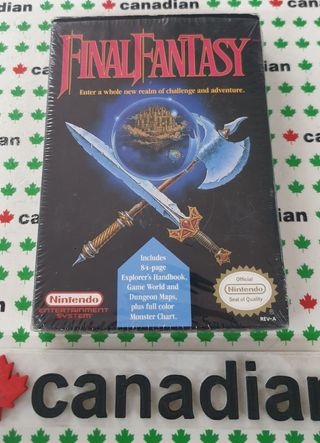 canadian
FINAL FANTASY
Enter a whole new realm of challenge and adventure.
Includes
84-page
Explorer's Handbook,
Game World and
Dungeon Maps,
plus full color
Monster Chart.
Nintendo
ENTERTAINMENT
SYSTEM
Official
Nintendo
Seal of Quality
REV-A
canadian